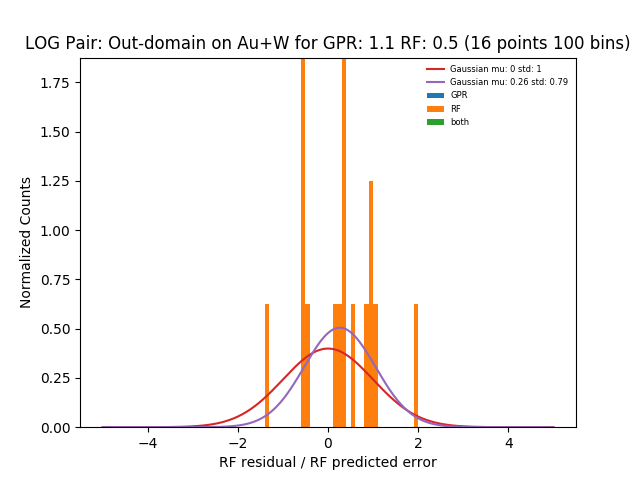 LOG Pair: Out-domain on Au+W for GPR: 1.1 RF: 0.5 (16 points 100 bins)
Gaussian mu: 0 std: 1
Gaussian mu: 0.26 std: 0.79
GPR
RF
both
Normalized Counts
1.75
1.50
1.25
1.00
0.75
0.50
0.25
0.00
−4 −2 0 2 4
RF residual / RF predicted error